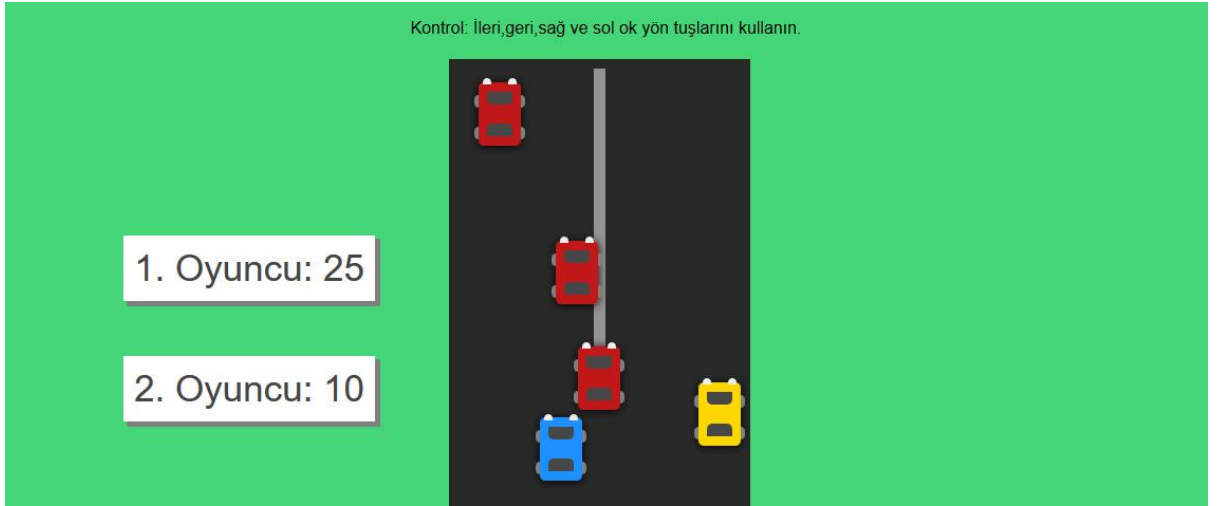 Kontrol: İleri,geri,sağ ve sol ok yön tuşlarını kullanın.
1. Oyuncu: 25
2. Oyuncu: 10